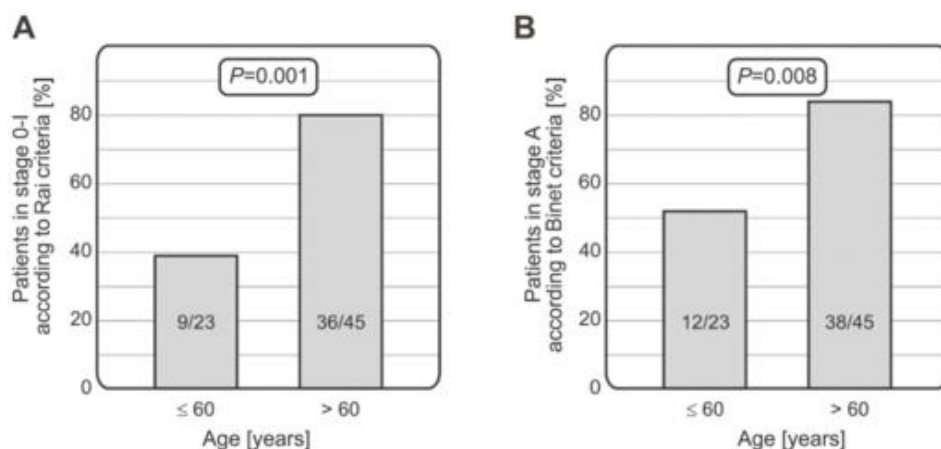 A
P=0.001
Patients in stage 0-I
according to Rai criteria [%]
80
60
40
20
0
9/23
36/45
≤ 60
> 60
Age [years]
B
P=0.008
Patients in stage A
according to Binet criteria [%]
80
60
40
20
0
12/23
38/45
≤ 60
> 60
Age [years]